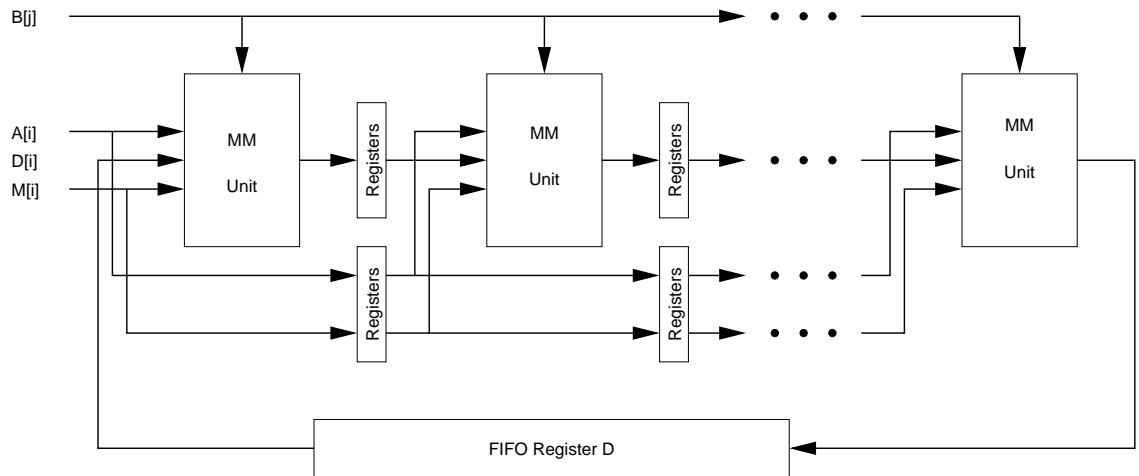 B[j]
A[i]
D[i]
M[i]
MM
Unit
Registers
MM
Unit
Registers
MM
Unit
Registers
Registers
FIFO Register D